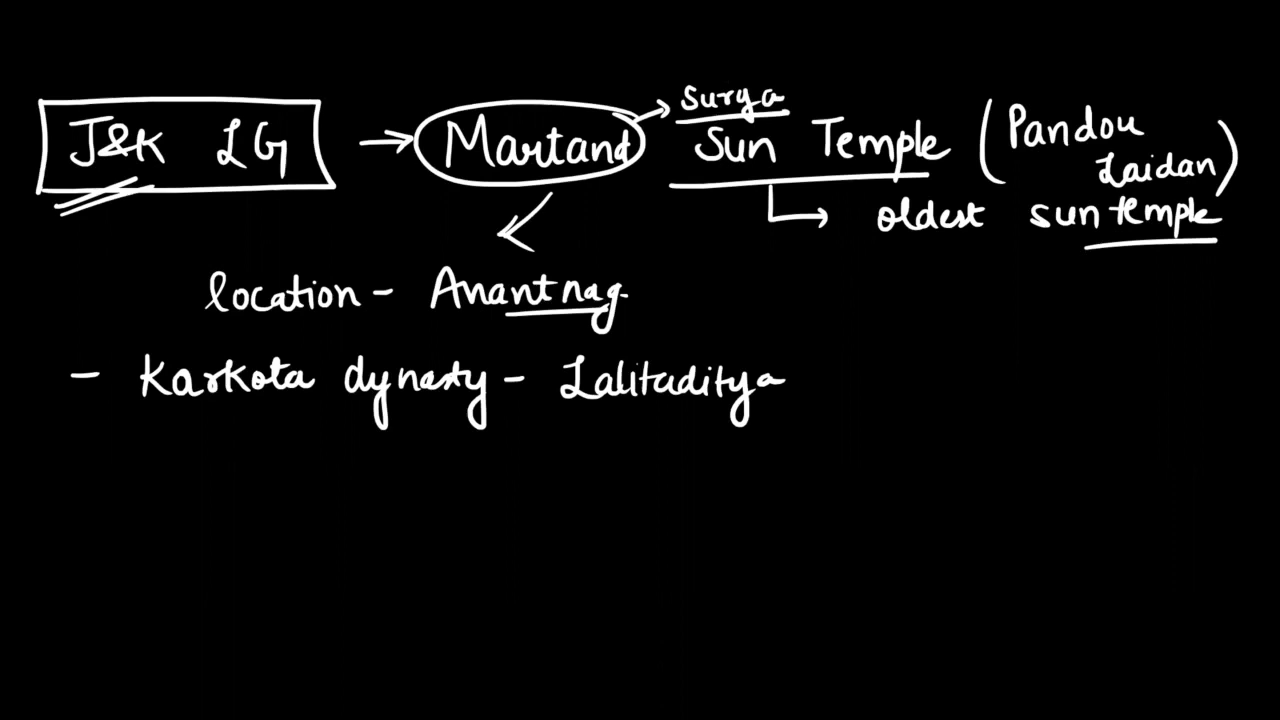 J&K LG → Martand → Surya
Sun Temple (Pandou Laidan)
→ oldest sun temple
location - Anantnag
- Karkota dynasty - Lalitaditya